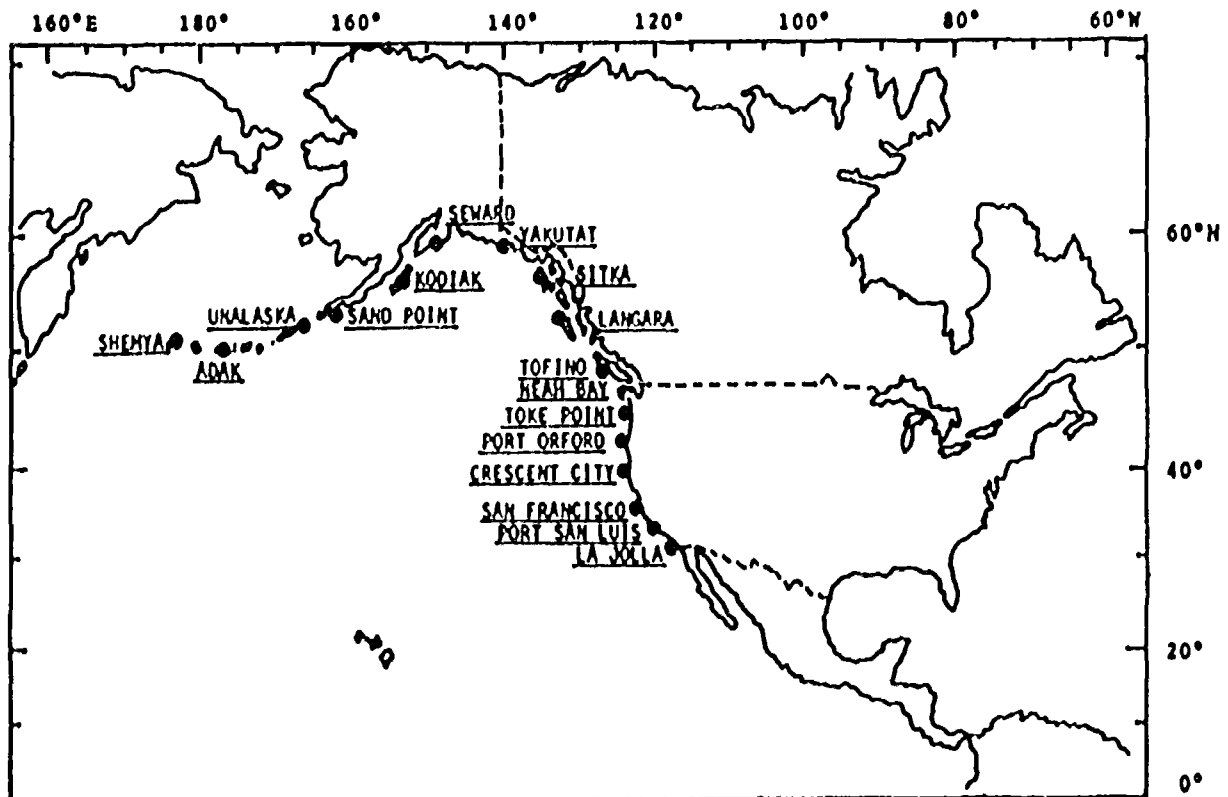 160°E 180° 160° 140° 120° 100° 80° 60°W
SEWARD
YAKUTAT
60°N
KODIAK
SITKA
UNALASKA
SAND POINT
LANGARA
SHEMYA
ADAK
TOFINO
NEAH BAY
TOKE POINT
PORT ORFORD
CRESCENT CITY
40°
SAN FRANCISCO
PORT SAN LUIS
LA JOLLA
20°
0°